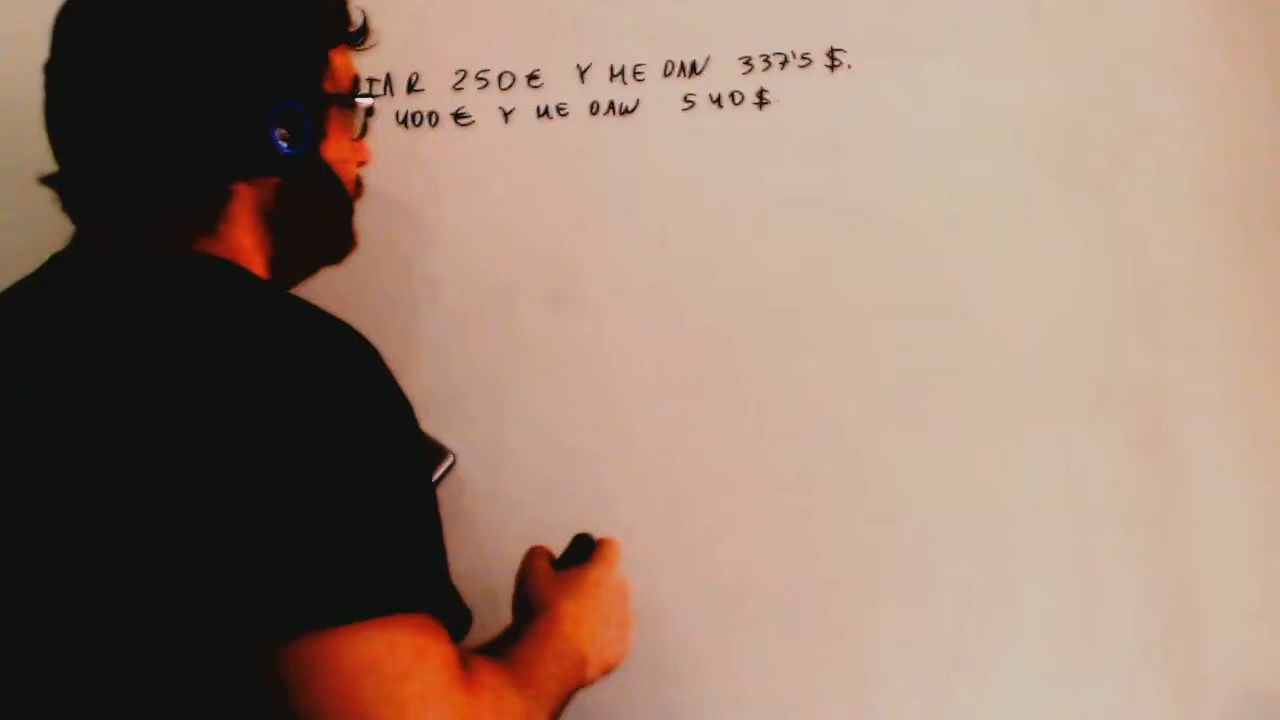 IAR 250€ Y ME DAN 337'5 $.
400€ Y ME DAN 540$